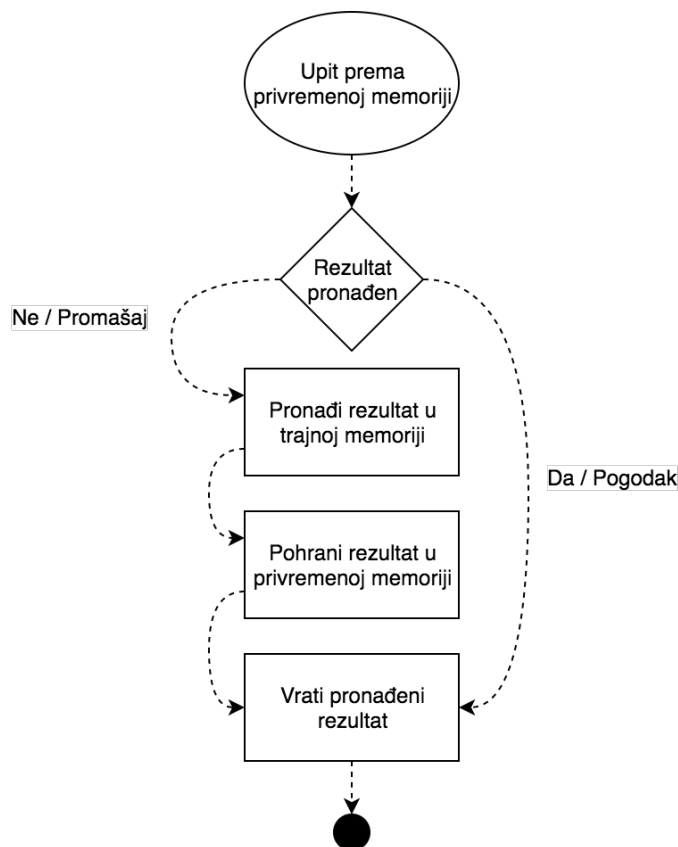 Upit prema
privremenoj memoriji
Rezultat
pronađen
Ne / Promašaj
Pronađi rezultat u
trajnoj memoriji
Da / Pogodak
Pohrani rezultat u
privremenoj memoriji
Vrati pronađeni
rezultat